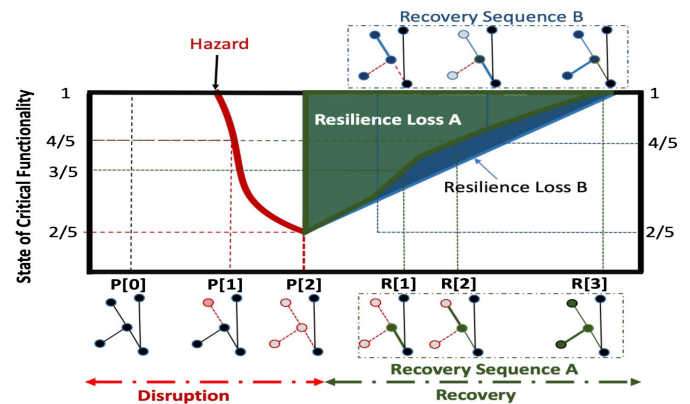 Recovery Sequence B
Hazard
State of Critical Functionality
1
4/5
3/5
2/5
Resilience Loss A
Resilience Loss B
1
4/5
2/5
P[0] P[1] P[2] R[1] R[2] R[3]
Recovery Sequence A
Disruption
Recovery